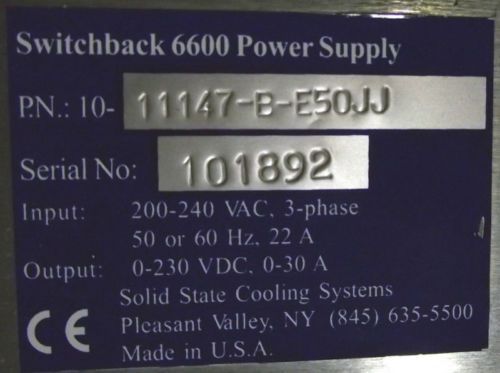 Switchback 6600 Power Supply
P.N.: 10- 11147-B-E50JJ
Serial No: 101892
Input: 200-240 VAC, 3-phase
50 or 60 Hz, 22 A
Output: 0-230 VDC, 0-30 A
Solid State Cooling Systems
CE Pleasant Valley, NY (845) 635-5500
Made in U.S.A.